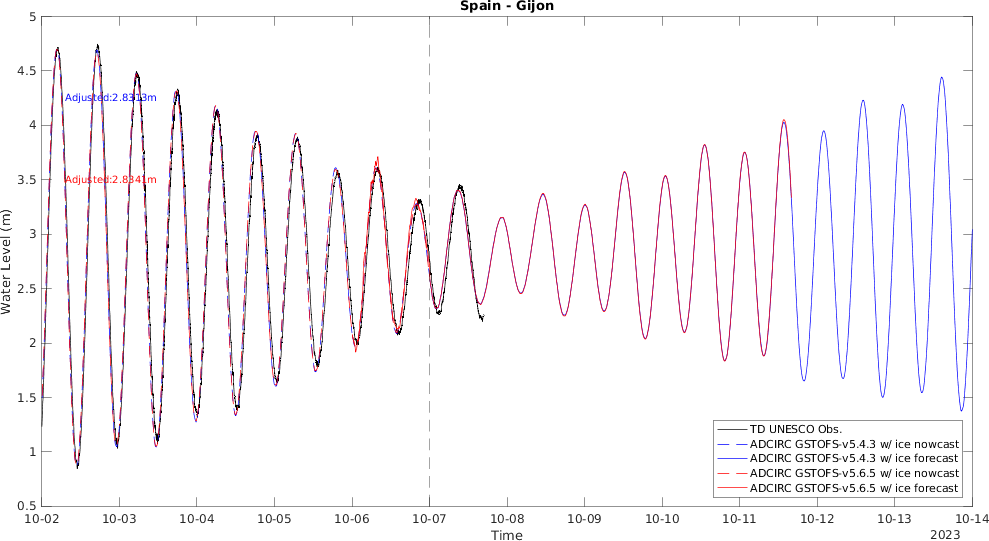 Spain - Gijon
5
4.5
4
3.5
3
2.5
2
1.5
1
0.5
Water Level (m)
Adjusted:2.8313m
Adjusted:2.8341m
TD UNESCO Obs.
ADCIRC GSTOFS-v5.4.3 w/ ice nowcast
ADCIRC GSTOFS-v5.4.3 w/ ice forecast
ADCIRC GSTOFS-v5.6.5 w/ ice nowcast
ADCIRC GSTOFS-v5.6.5 w/ ice forecast
10-02 10-03 10-04 10-05 10-06 10-07 10-08 10-09 10-10 10-11 10-12 10-13 10-14
Time
2023